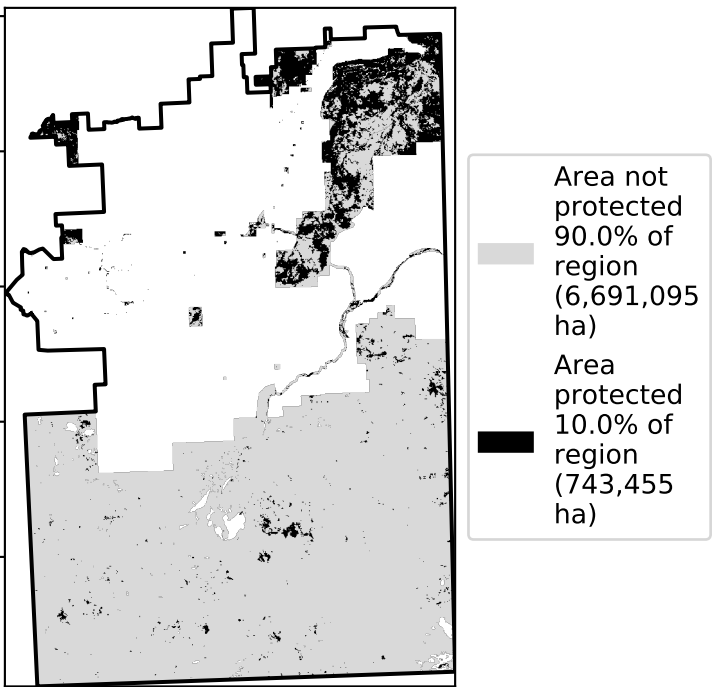 Area not
protected
90.0% of
region
(6,691,095
ha)
Area
protected
10.0% of
region
(743,455
ha)